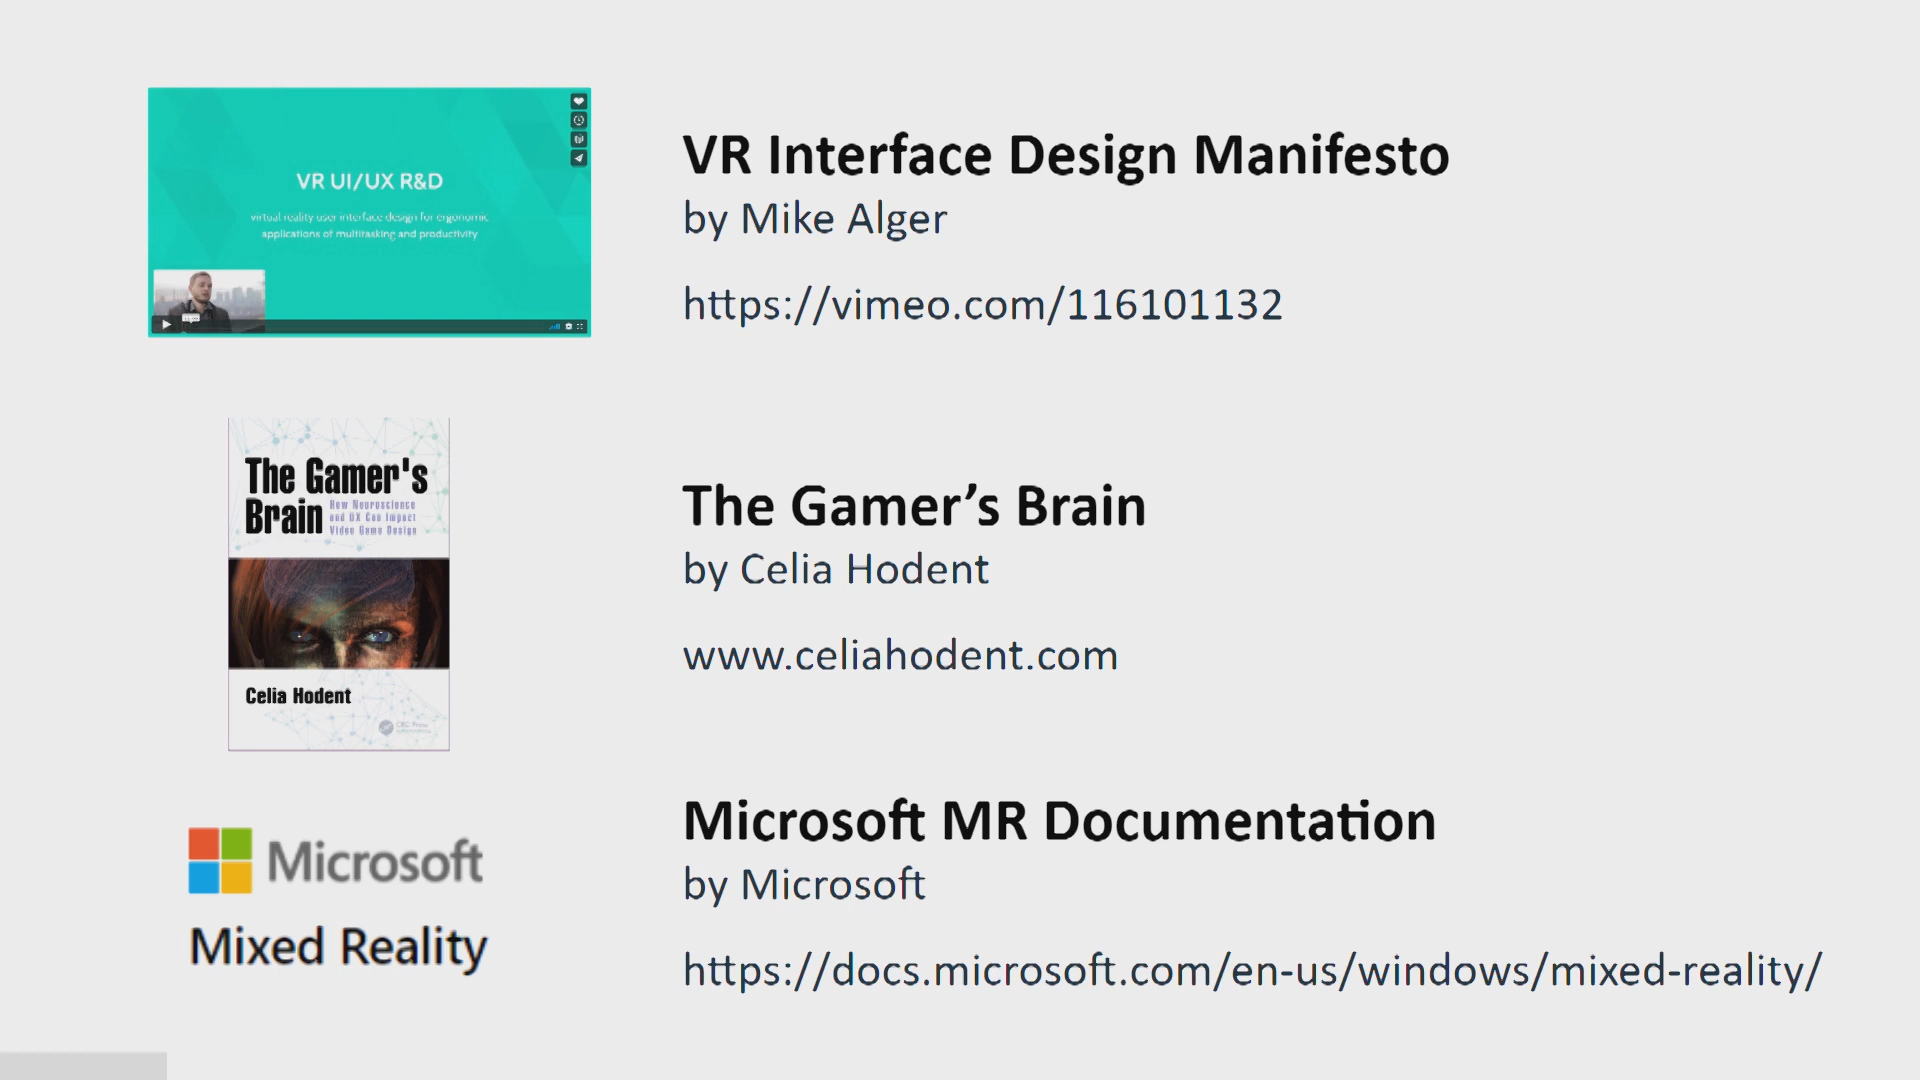 VR UI/UX R&D
virtual reality user interface design for ergonomic
applications of multitasking and productivity
VR Interface Design Manifesto
by Mike Alger
https://vimeo.com/116101132
The Gamer's
Brain
How Neuroscience
and UX Can Impact
Video Game Design
Celia Hodent
CRC Press
The Gamer’s Brain
by Celia Hodent
www.celiahodent.com
Microsoft
Mixed Reality
Microsoft MR Documentation
by Microsoft
https://docs.microsoft.com/en-us/windows/mixed-reality/